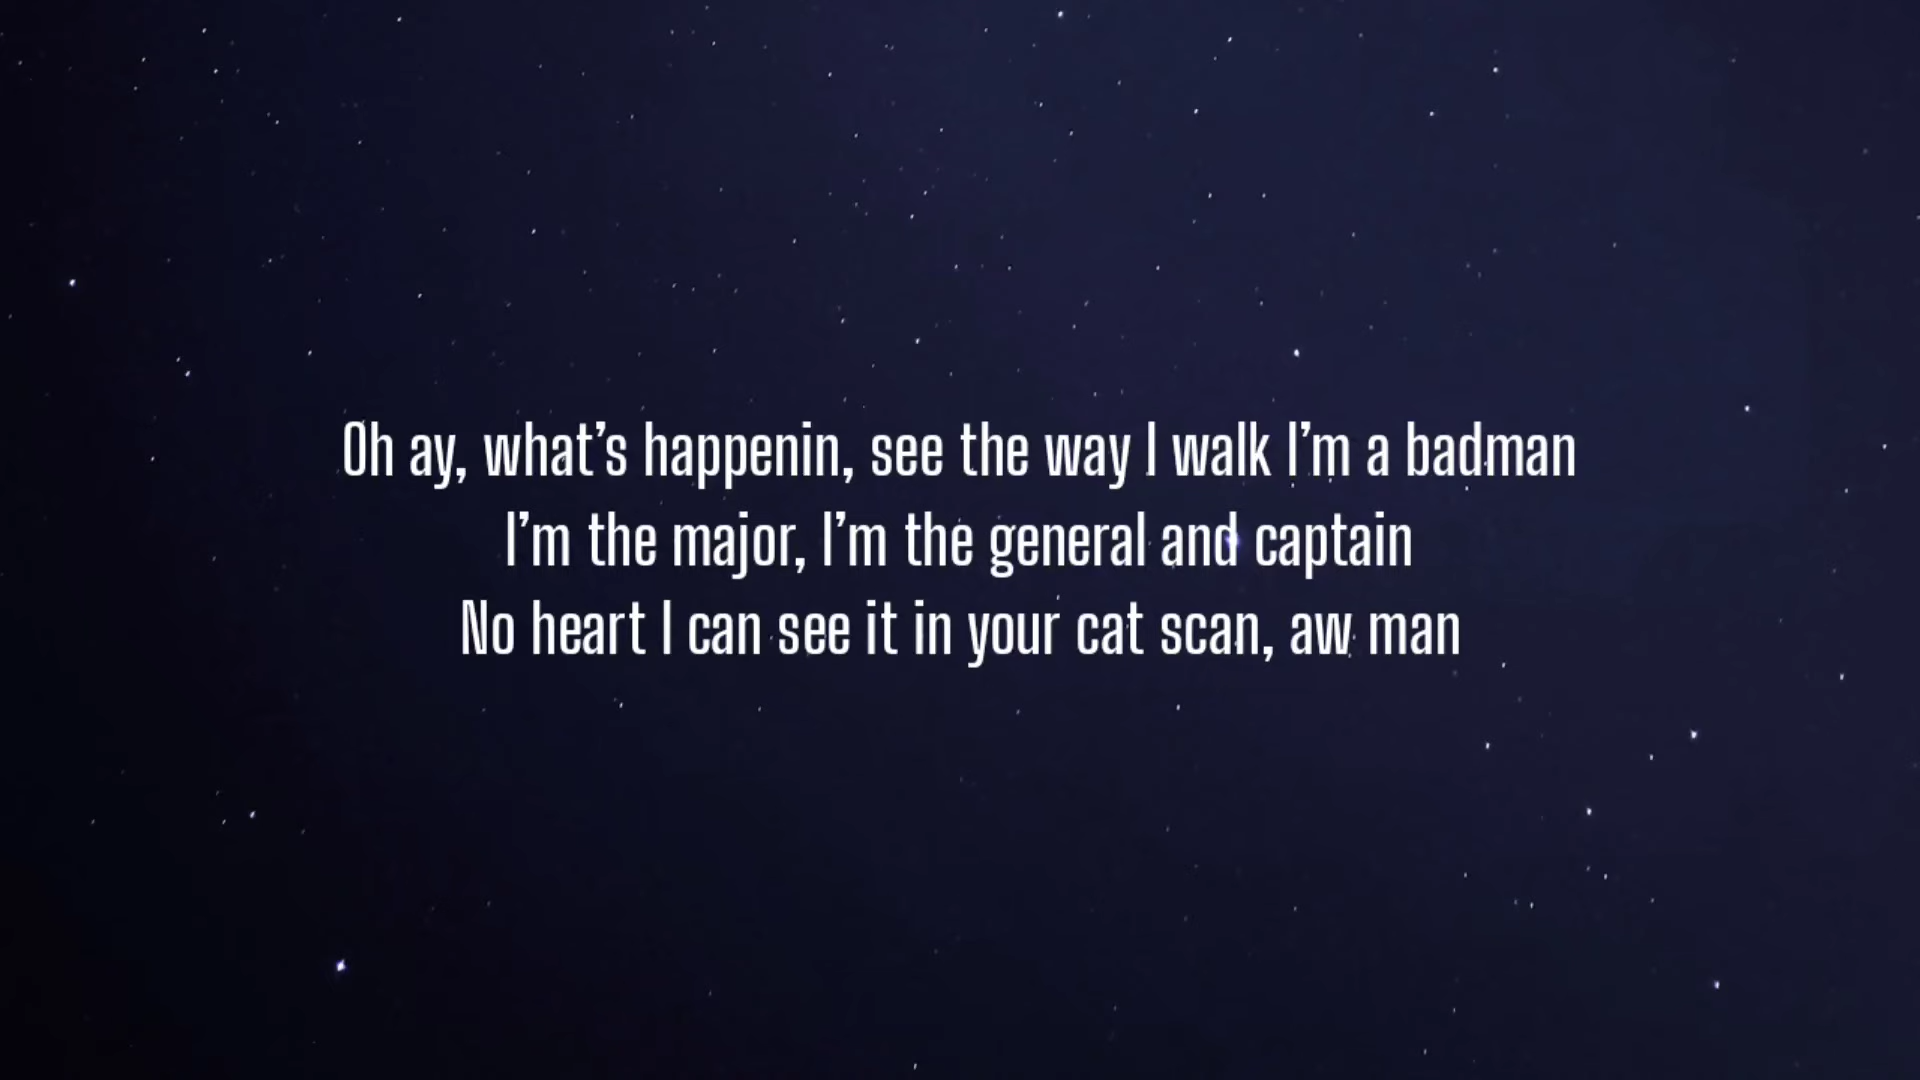 Oh ay, what’s happenin, see the way I walk I’m a badman
I’m the major, I’m the general and captain
No heart I can see it in your cat scan, aw man